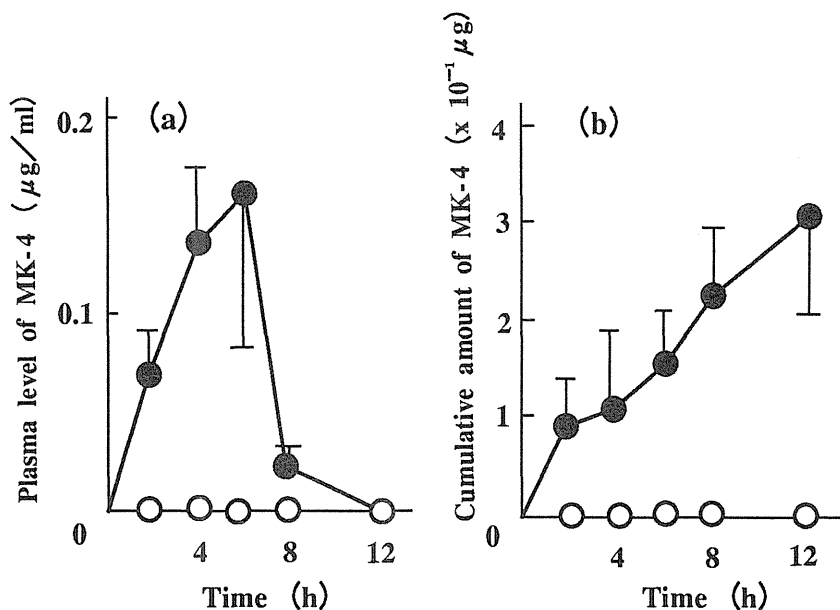 Plasma level of MK-4 (μg/ml)
(a)
0.2
0.1
0
4
8
12
Time (h)
Cumulative amount of MK-4 (x 10⁻¹ μg)
(b)
4
3
2
1
0
4
8
12
Time (h)